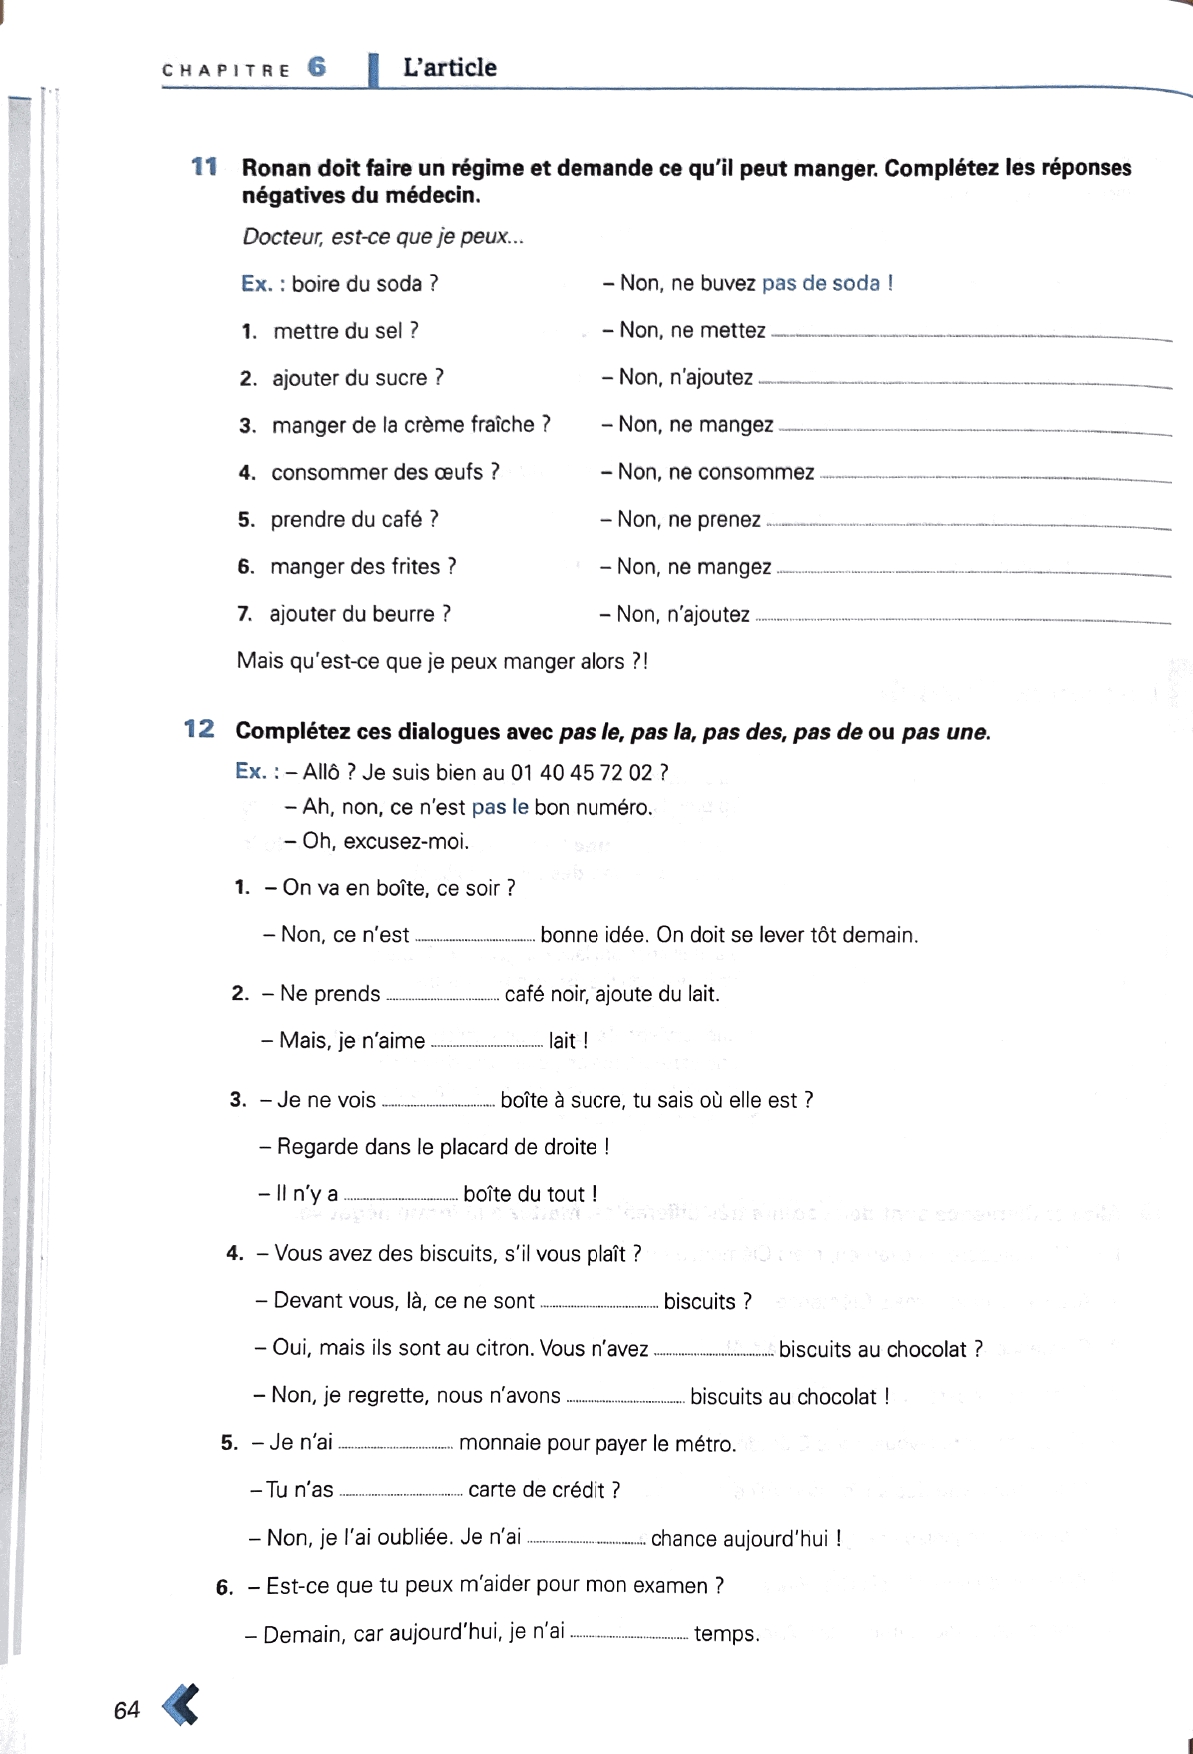 CHAPITRE 6 L'article
11 Ronan doit faire un régime et demande ce qu'il peut manger. Complétez les réponses
négatives du médecin.
Docteur, est-ce que je peux...
Ex. : boire du soda ? – Non, ne buvez pas de soda !
1. mettre du sel ? – Non, ne mettez
2. ajouter du sucre ? – Non, n'ajoutez
3. manger de la crème fraîche ? – Non, ne mangez
4. consommer des œufs ? – Non, ne consommez
5. prendre du café ? – Non, ne prenez
6. manger des frites ? – Non, ne mangez
7. ajouter du beurre ? – Non, n'ajoutez
Mais qu'est-ce que je peux manger alors ?!
12 Complétez ces dialogues avec pas le, pas la, pas des, pas de ou pas une.
Ex. : – Allô ? Je suis bien au 01 40 45 72 02 ?
– Ah, non, ce n'est pas le bon numéro.
– Oh, excusez-moi.
1. – On va en boîte, ce soir ?
– Non, ce n'est bonne idée. On doit se lever tôt demain.
2. – Ne prends café noir, ajoute du lait.
– Mais, je n'aime lait !
3. – Je ne vois boîte à sucre, tu sais où elle est ?
– Regarde dans le placard de droite !
– Il n'y a boîte du tout !
4. – Vous avez des biscuits, s'il vous plaît ?
– Devant vous, là, ce ne sont biscuits ?
– Oui, mais ils sont au citron. Vous n'avez biscuits au chocolat ?
– Non, je regrette, nous n'avons biscuits au chocolat !
5. – Je n'ai monnaie pour payer le métro.
– Tu n'as carte de crédit ?
– Non, je l'ai oubliée. Je n'ai chance aujourd'hui !
6. – Est-ce que tu peux m'aider pour mon examen ?
– Demain, car aujourd'hui, je n'ai temps.
64